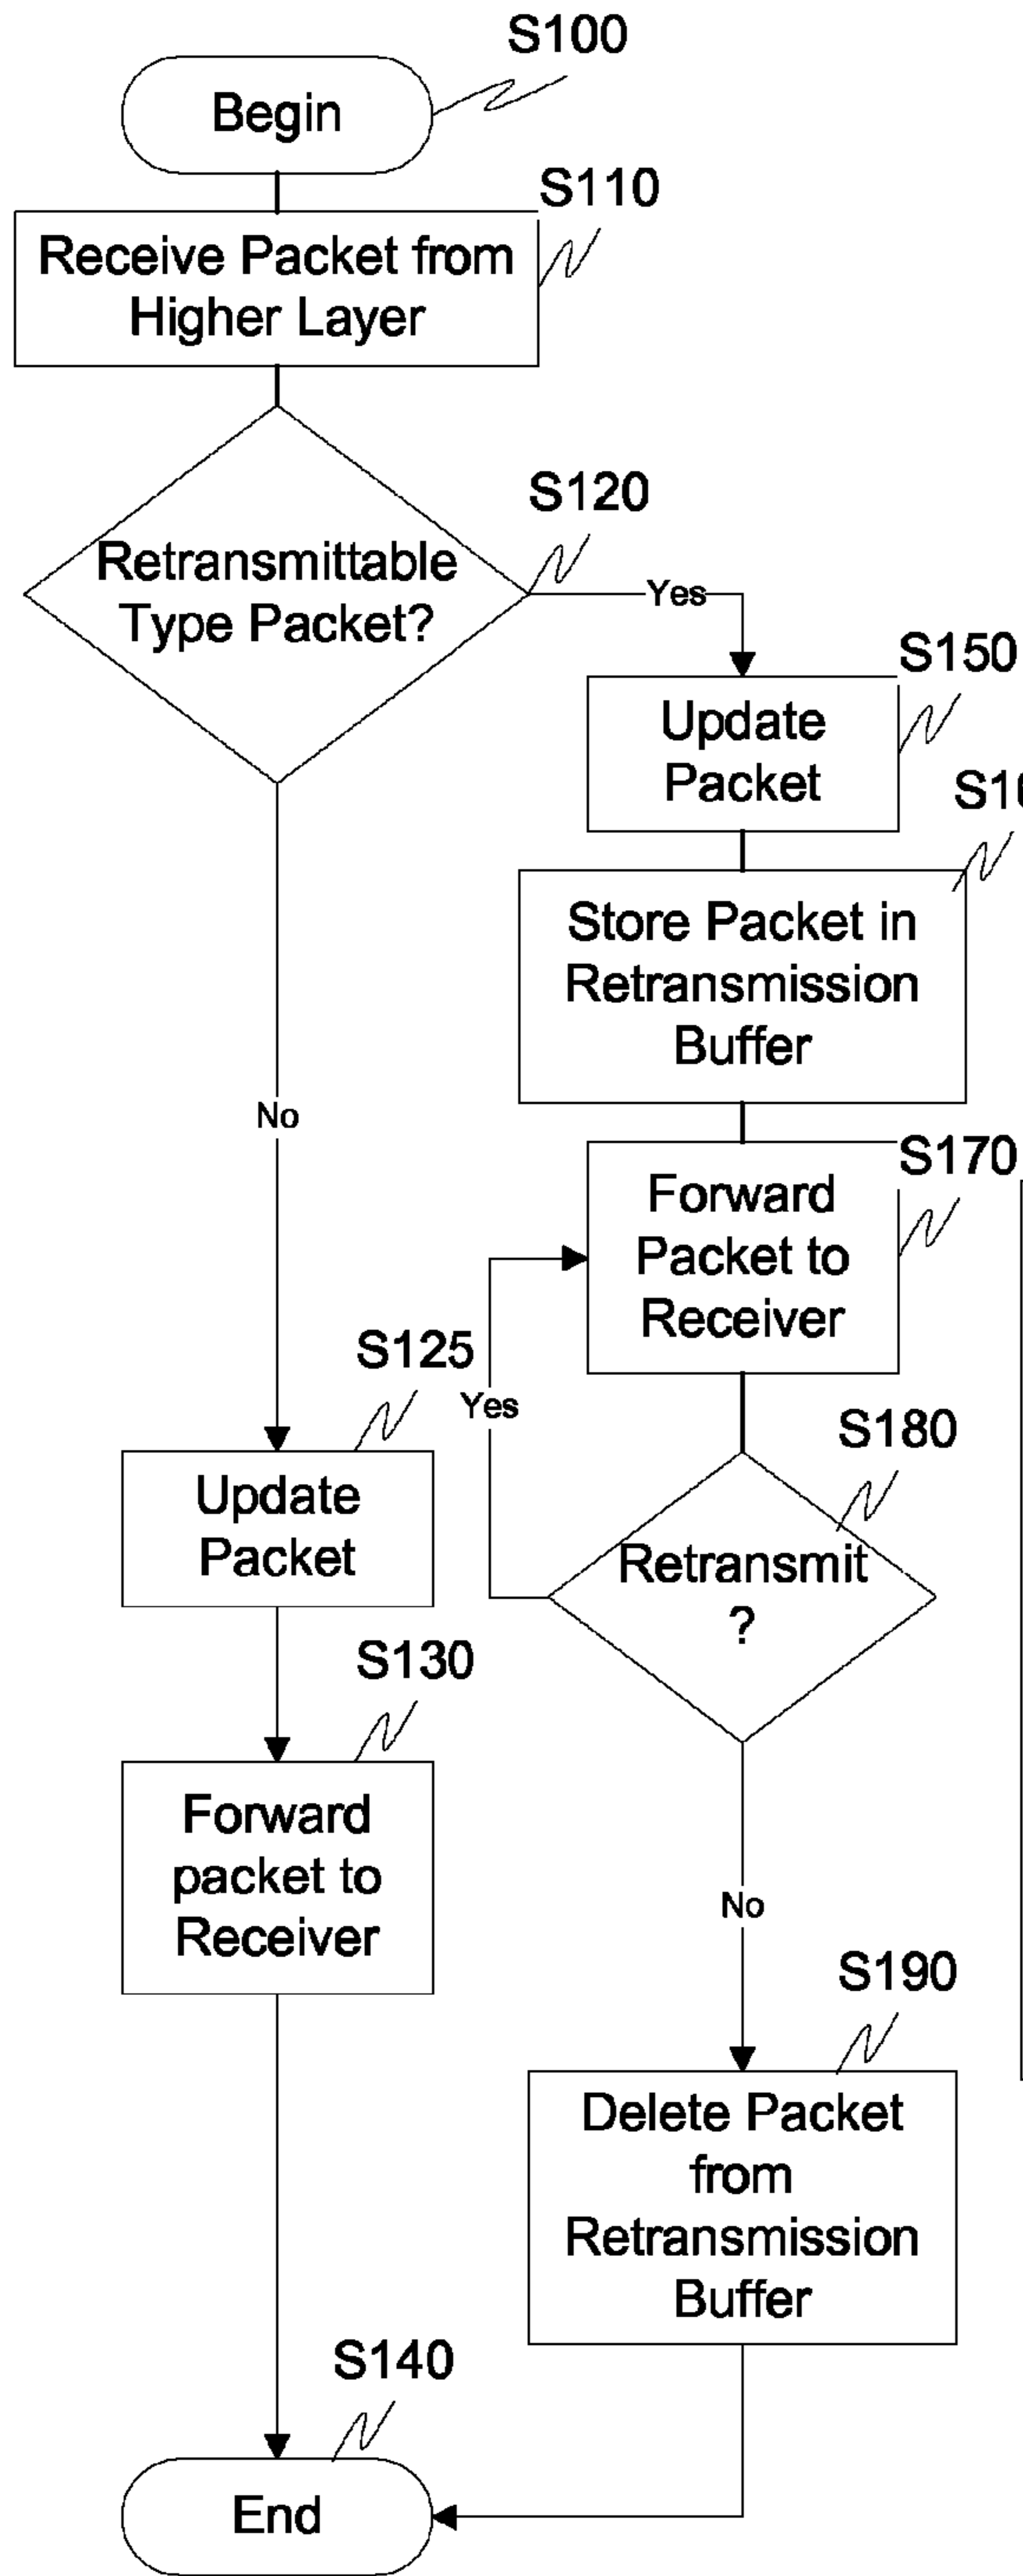 S100
Begin
S110
Receive Packet from
Higher Layer
S120
Retransmittable
Type Packet?
Yes
S150
Update
Packet
Store Packet in
Retransmission
Buffer
No
S170
Forward
Packet to
Receiver
S125
Yes
S180
Update
Packet
Retransmit
?
S130
Forward
packet to
Receiver
No
S190
Delete Packet
from
Retransmission
Buffer
S140
End